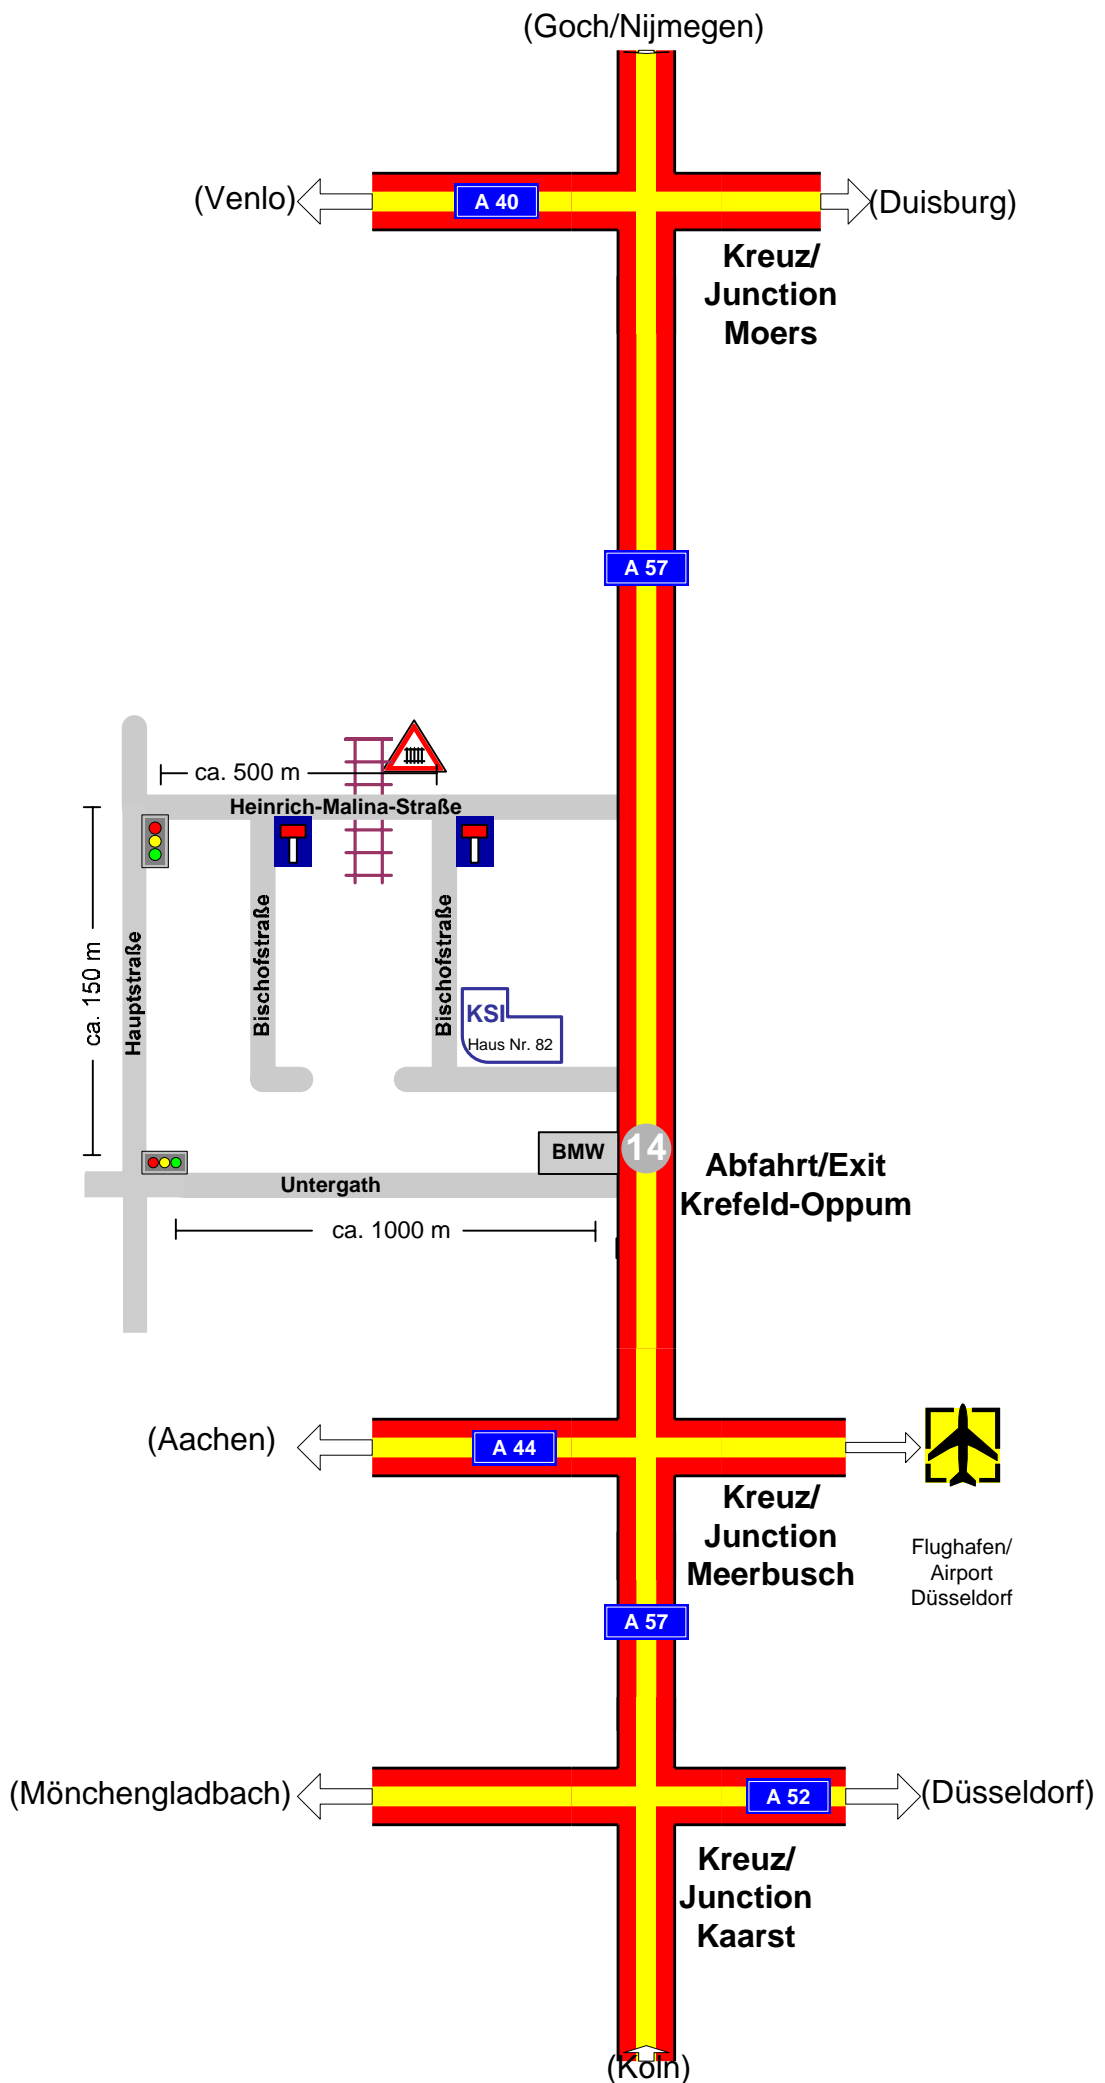 (Goch/Nijmegen)
(Venlo)
A 40
(Duisburg)
Kreuz/
Junction
Moers
A 57
ca. 500 m
Heinrich-Malina-Straße
ca. 150 m
Hauptstraße
Bischofstraße
Bischofstraße
KSI
Haus Nr. 82
BMW
14
Abfahrt/Exit
Krefeld-Oppum
Untergath
ca. 1000 m
(Aachen)
A 44
Kreuz/
Junction
Meerbusch
Flughafen/
Airport
Düsseldorf
A 57
(Mönchengladbach)
A 52
(Düsseldorf)
Kreuz/
Junction
Kaarst
(Köln)